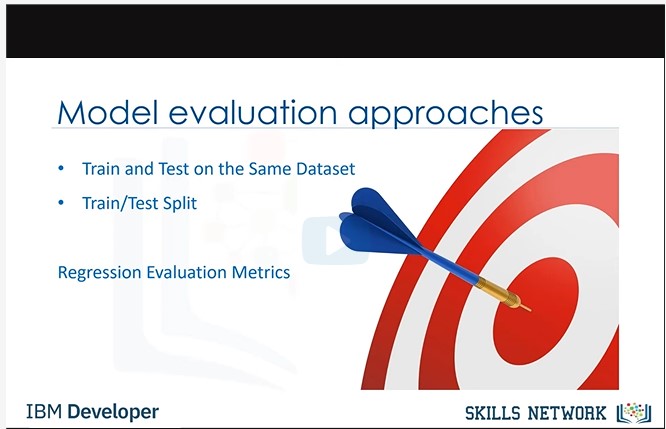 Model evaluation approaches
• Train and Test on the Same Dataset
• Train/Test Split
Regression Evaluation Metrics
IBM Developer
SKILLS NETWORK